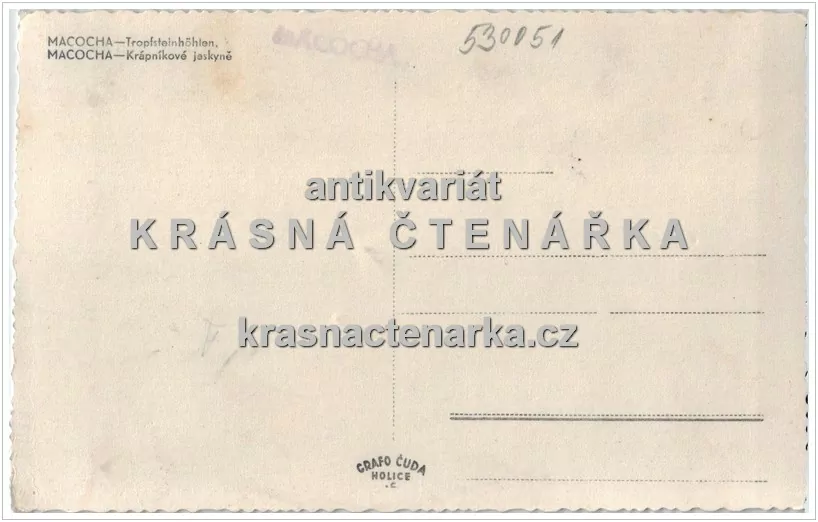 MACOCHA—Tropfsteinhöhlen,
MACOCHA—Krápníkové jeskyně
530051
antikvariát
KRÁSNÁ ČTENÁŘKA
krasnactenarka.cz
GRAFO ČUDA
HOLICE